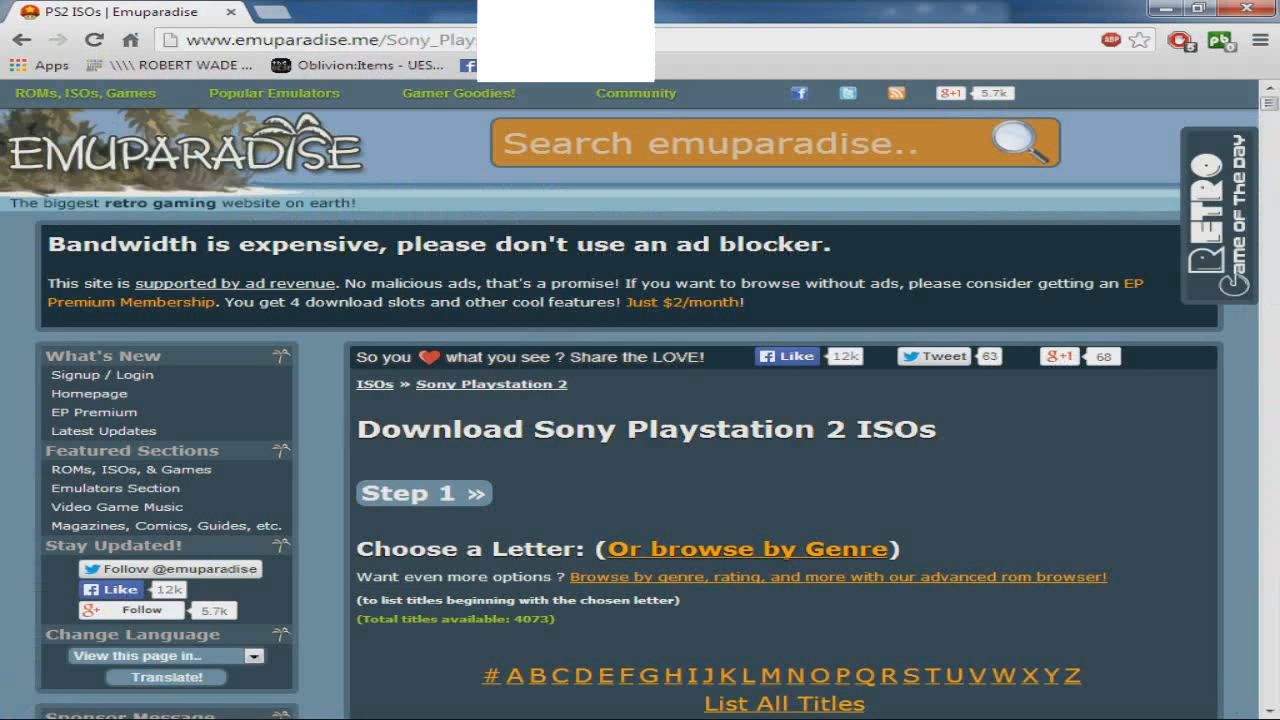 PS2 ISOs | Emuparadise
www.emuparadise.me/Sony_Play
ABP
5
0
Apps \\\\ ROBERT WADE ... Oblivion:Items - UES...
ROMs, ISOs, Games Popular Emulators Gamer Goodies! Community g+1 5.7k
EMUPARADISE
Search emuparadise..
RETRO
Game OF THE DAY
The biggest retro gaming website on earth!
Bandwidth is expensive, please don't use an ad blocker.
This site is supported by ad revenue. No malicious ads, that's a promise! If you want to browse without ads, please consider getting an EP
Premium Membership. You get 4 download slots and other cool features! Just $2/month!
What's New
Signup / Login
Homepage
EP Premium
Latest Updates
Featured Sections
ROMs, ISOs, & Games
Emulators Section
Video Game Music
Magazines, Comics, Guides, etc.
Stay Updated!
Follow @emuparadise
Like 12k
g+ Follow 5.7k
Change Language
View this page in..
Translate!
Sponsor Message
So you what you see ? Share the LOVE! Like 12k Tweet 63 g+1 68
ISOs » Sony Playstation 2
Download Sony Playstation 2 ISOs
Step 1 »
Choose a Letter: (Or browse by Genre)
Want even more options ? Browse by genre, rating, and more with our advanced rom browser!
(to list titles beginning with the chosen letter)
(Total titles available: 4073)
# A B C D E F G H I J K L M N O P Q R S T U V W X Y Z
List All Titles